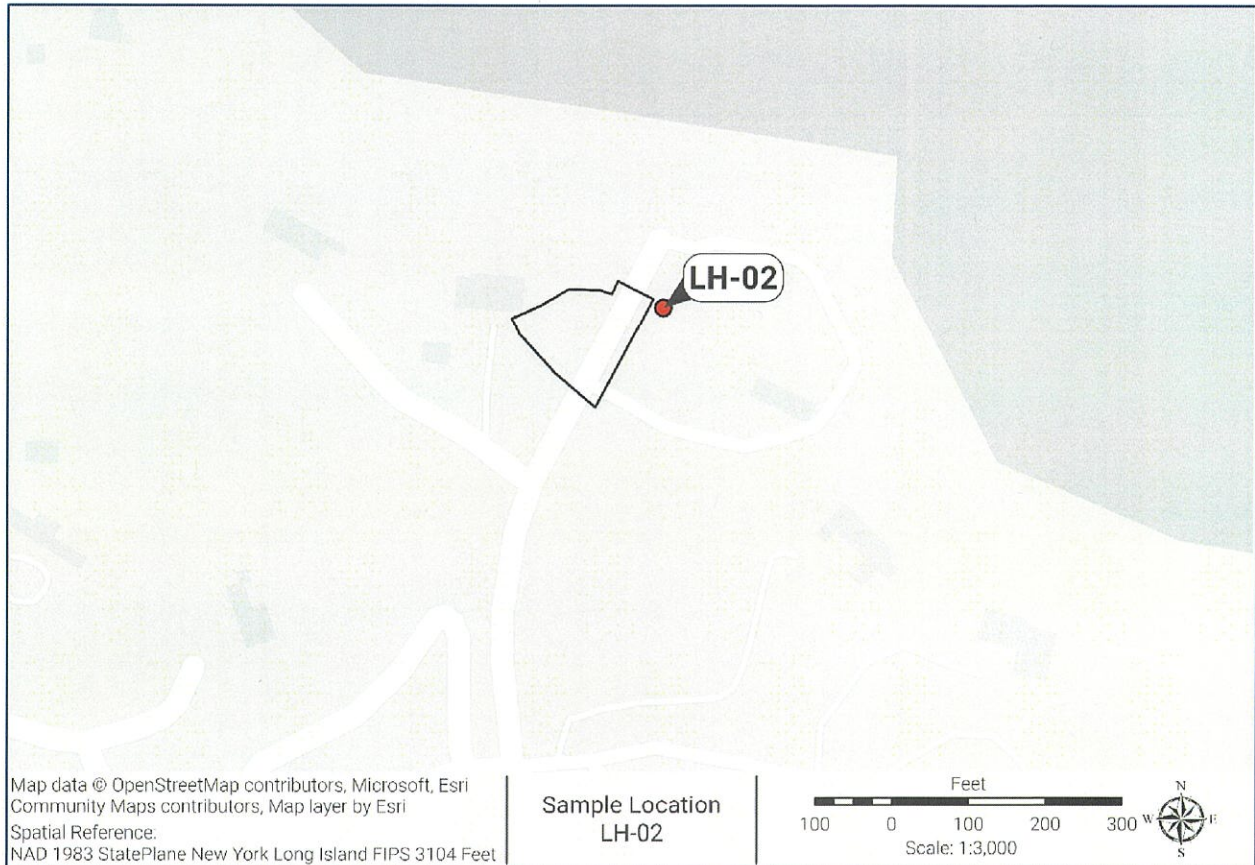 LH-02
Map data © OpenStreetMap contributors, Microsoft, Esri
Community Maps contributors, Map layer by Esri
Spatial Reference:
NAD 1983 StatePlane New York Long Island FIPS 3104 Feet
Sample Location
LH-02
Feet
100 0 100 200 300
Scale: 1:3,000
N
W E
S